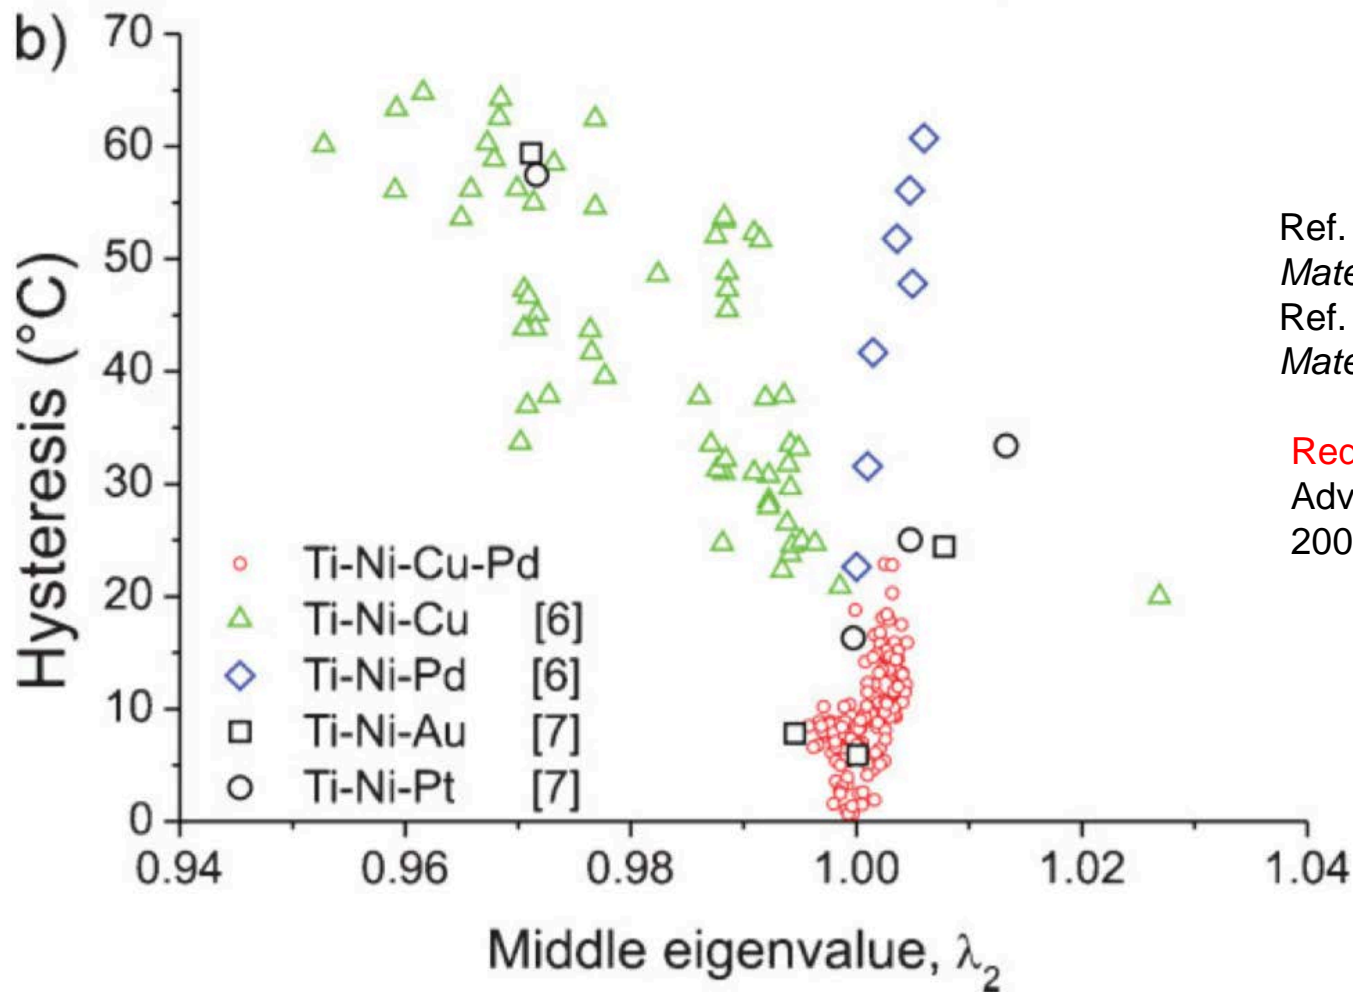 b)
70
60
50
40
30
20
10
0
Hysteresis (°C)
Ti-Ni-Cu-Pd
Ti-Ni-Cu [6]
Ti-Ni-Pd [6]
Ti-Ni-Au [7]
Ti-Ni-Pt [7]
0.94 0.96 0.98 1.00 1.02 1.04
Middle eigenvalue, λ₂
Ref.
Mate
Ref.
Mate
Red
Adv
200